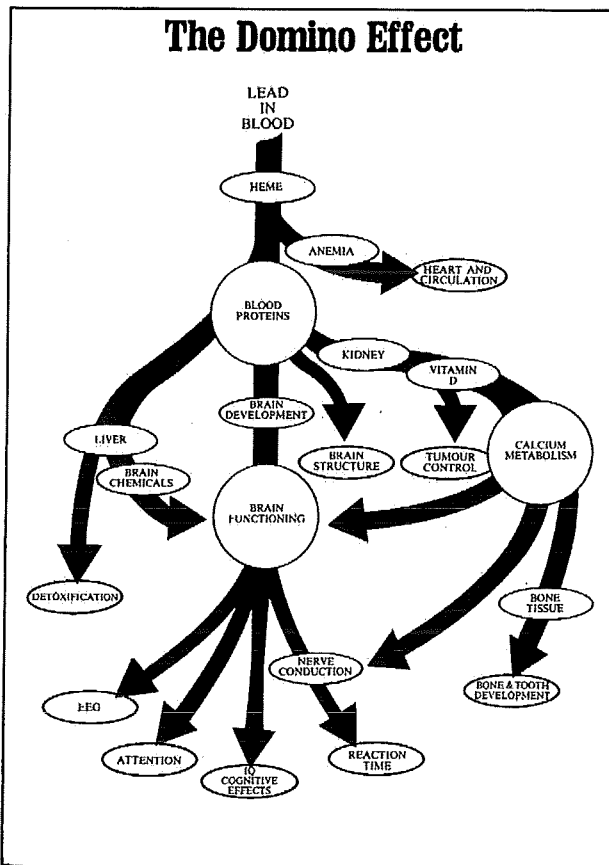 The Domino Effect
LEAD
IN
BLOOD
HEME
ANEMIA
HEART AND
CIRCULATION
BLOOD
PROTEINS
KIDNEY
VITAMIN
D
BRAIN
DEVELOPMENT
LIVER
BRAIN
CHEMICALS
BRAIN
STRUCTURE
TUMOUR
CONTROL
CALCIUM
METABOLISM
BRAIN
FUNCTIONING
DETOXIFICATION
BONE
TISSUE
NERVE
CONDUCTION
BONE & TOOTH
DEVELOPMENT
EEG
ATTENTION
IQ
COGNITIVE
EFFECTS
REACTION
TIME